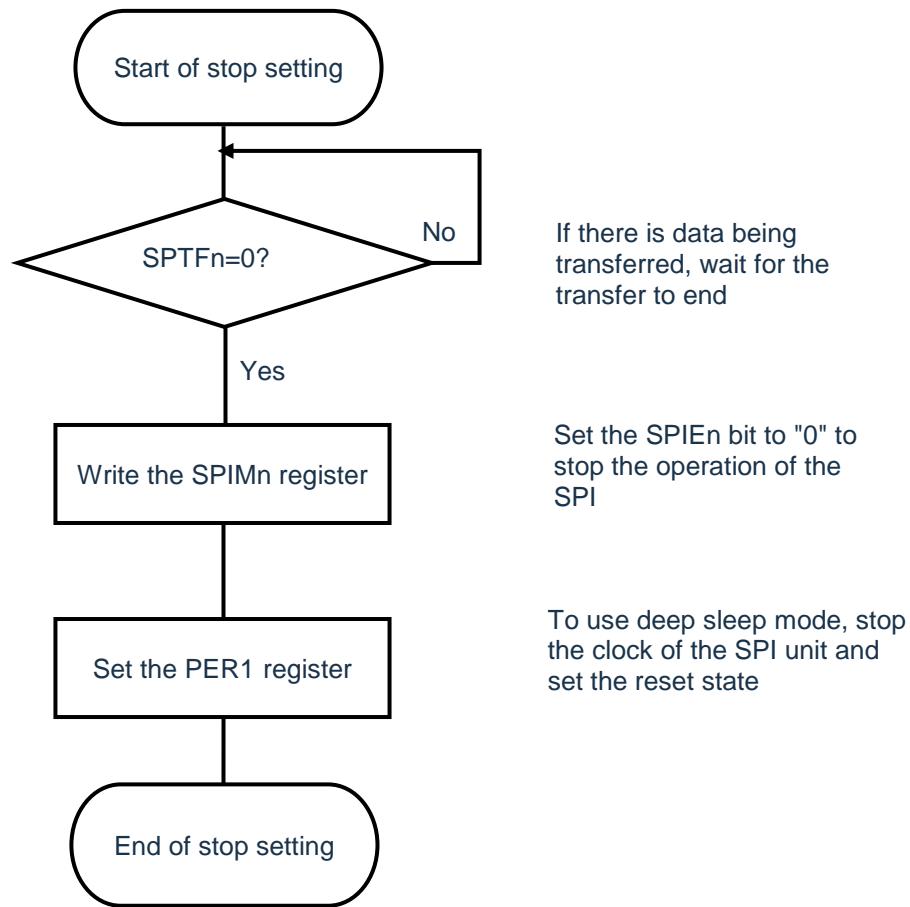 Start of stop setting
No
SPTFn=0?
If there is data being
transferred, wait for the
transfer to end
Yes
Write the SPIMn register
Set the SPIEn bit to "0" to
stop the operation of the
SPI
Set the PER1 register
To use deep sleep mode, stop
the clock of the SPI unit and
set the reset state
End of stop setting